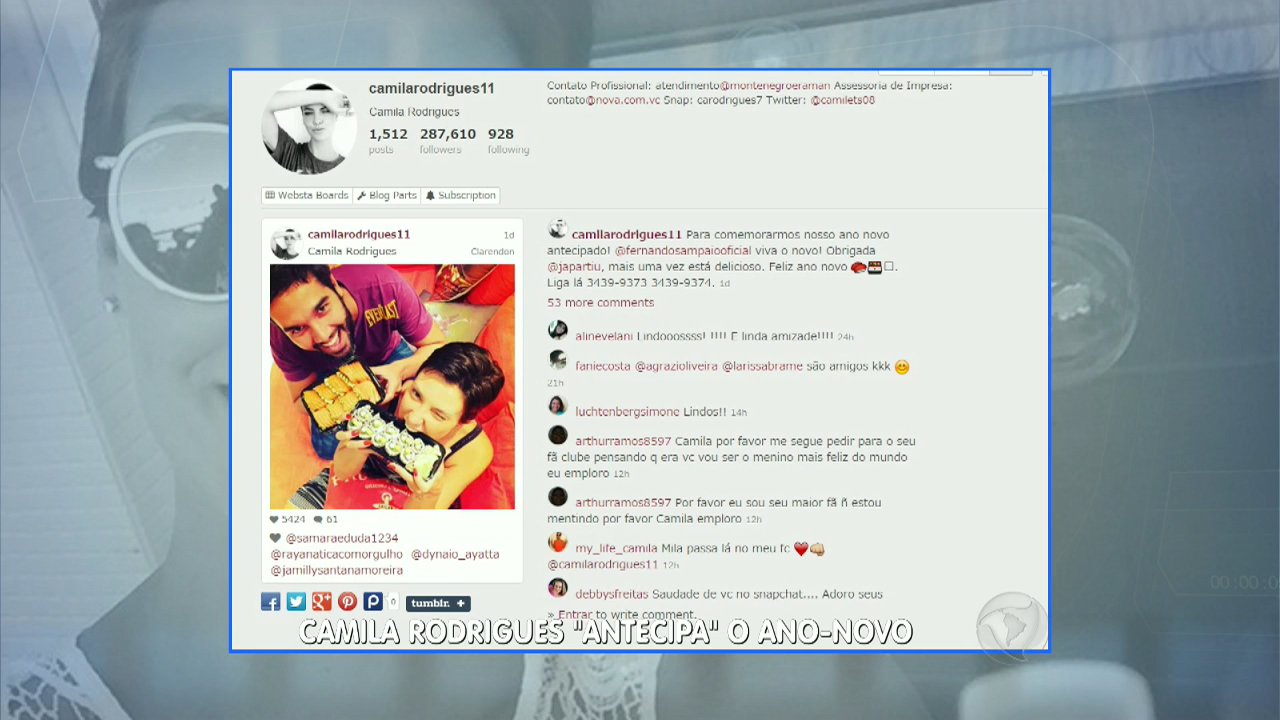 camilarodrigues11
Camila Rodrigues
1,512 287,610 928
posts followers following
Contato Profissional: atendimento@montenegroeraman Assessoria de Impresa:
contato@nova.com.vc Snap: carodrigues7 Twitter: @camilets08
Websta Boards Blog Parts Subscription
camilarodrigues11 1d
Camila Rodrigues Clarendon
EVERLAST
5424 61
@samaraeduda1234
@rayanaticacomorgulho @dynaio_ayatta
@jamillysantanamoreira
0 tumblr. +
camilarodrigues11 Para comemorarmos nosso ano novo
antecipado! @fernandosampaiooficial viva o novo! Obrigada
@japartiu, mais uma vez está delicioso. Feliz ano novo
Liga lá 3439-9373 3439-9374. 1d
53 more comments
alinevelani Lindooossss! !!!! E linda amizade!!!! 24h
faniecosta @agrazioliveira @larissabrame são amigos kkk
21h
luchtenbergsimone Lindos!! 14h
arthurramos8597 Camila por favor me segue pedir para o seu
fã clube pensando q era vc vou ser o menino mais feliz do mundo
eu emploro 12h
arthurramos8597 Por favor eu sou seu maior fã ñ estou
mentindo por favor Camila emploro 12h
my_life_camila Mila passa lá no meu fc
@camilarodrigues11 12h
debbysfreitas Saudade de vc no snapchat.... Adoro seus
» Entrar to write comment.
CAMILA RODRIGUES "ANTECIPA" O ANO-NOVO